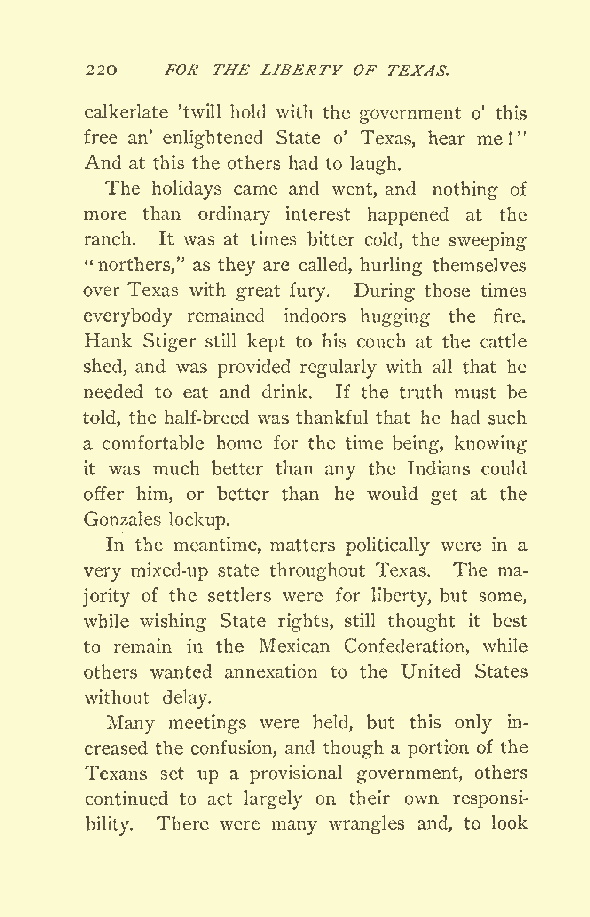 220 FOR THE LIBERTY OF TEXAS.
calkerlate 'twill hold with the government o' this
free an' enlightened State o' Texas, hear me!"
And at this the others had to laugh.
The holidays came and went, and nothing of
more than ordinary interest happened at the
ranch. It was at times bitter cold, the sweeping
"northers," as they are called, hurling themselves
over Texas with great fury. During those times
everybody remained indoors hugging the fire.
Hank Stiger still kept to his couch at the cattle
shed, and was provided regularly with all that he
needed to eat and drink. If the truth must be
told, the half-breed was thankful that he had such
a comfortable home for the time being, knowing
it was much better than any the Indians could
offer him, or better than he would get at the
Gonzales lockup.
In the meantime, matters politically were in a
very mixed-up state throughout Texas. The ma-
jority of the settlers were for liberty, but some,
while wishing State rights, still thought it best
to remain in the Mexican Confederation, while
others wanted annexation to the United States
without delay.
Many meetings were held, but this only in-
creased the confusion, and though a portion of the
Texans set up a provisional government, others
continued to act largely on their own responsi-
bility. There were many wrangles and, to look